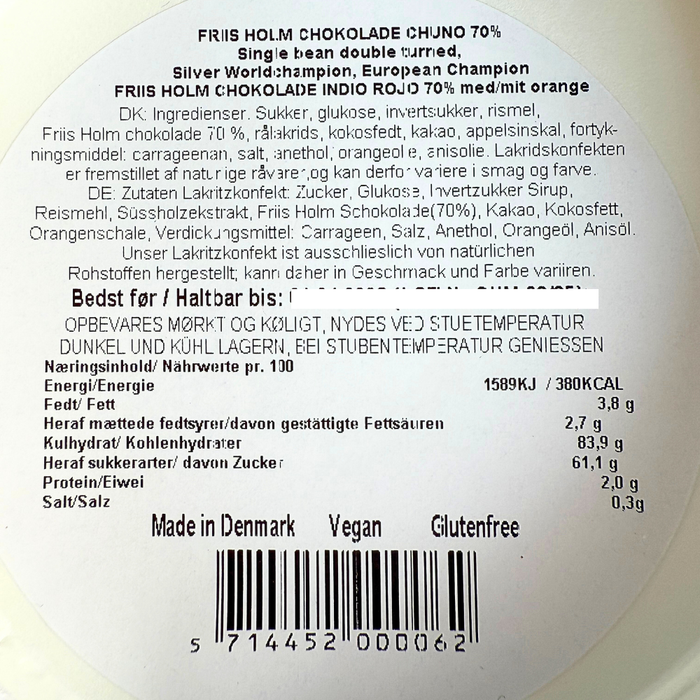 FRIIS HOLM CHOKOLADE CHUNO 70%
Single bean double turned,
Silver Worldchampion, European Champion
FRIIS HOLM CHOKOLADE INDIO ROJO 70% med/mit orange
DK: Ingredienser. Sukker, glukose, invertsukker, rismel,
Friis Holm chokolade 70 %, rålakrids, kokosfedt, kakao, appelsinskal, fortyk-
ningsmiddel: carrageenan, salt, anethol, orangeole, anisolie. Lakridskonfekten
er fremstillet af naturlige råvarer ,og kan derfor variere i smag og farve.
DE: Zutaten Lakritzkonfekt: Zucker, Glukose, Invertzukker Sirup,
Reismehl, Süssholzekstrakt, Friis Holm Schokolade(70%), Kakao, Kokosfett,
Orangenschale, Verdickungsmittel: Carrageen, Salz, Anethol, Orangeöl, Anisöl.
Unser Lakritzkonfekt ist ausschlieslich von natürlichen
Rohstoffen hergestellt; kann daher in Geschmack und Farbe variiren.
Bedst før / Haltbar bis:
OPBEVARES MØRKT OG KØLIGT, NYDES VED STUETEMPERATUR
DUNKEL UND KÜHL LAGERN, BEI STUBENTEMPERATUR GENIESSEN
Næringsinhold/ Nährwerte pr. 100
Energi/Energie 1589KJ / 380KCAL
Fedt/ Fett 3,8 g
Heraf mættede fedtsyrer/davon gestättigte Fettsäuren 2,7 g
Kulhydrat/ Kohlenhydrater 83,9 g
Heraf sukkerarter/ davon Zucker 61,1 g
Protein/Eiwei 2,0 g
Salt/Salz 0,3g
Made in Denmark Vegan Glutenfree
5 714452 000062